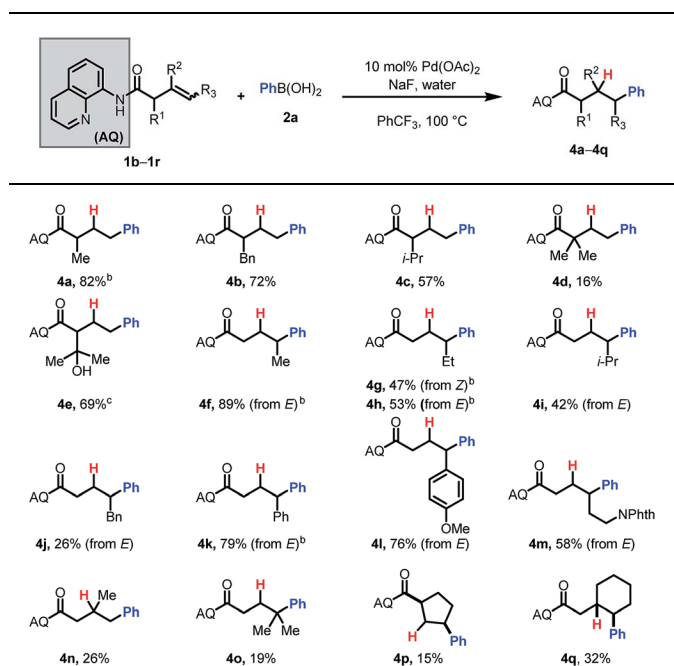 O R² R₃
N NH R¹
(AQ)
1b–1r
+
PhB(OH)₂
2a
10 mol% Pd(OAc)₂
NaF, water
PhCF₃, 100 °C
O R² H Ph
AQ R¹ R₃
4a–4q
O H Ph AQ Me
4a, 82%ᵇ
O H Ph AQ Bn
4b, 72%
O H Ph AQ i-Pr
4c, 57%
O H Ph AQ Me Me
4d, 16%
O H Ph AQ Me Me OH
4e, 69%ᶜ
O H Ph AQ Me
4f, 89% (from E)ᵇ
O H Ph AQ Et
4g, 47% (from Z)ᵇ
4h, 53% (from E)ᵇ
O H Ph AQ i-Pr
4i, 42% (from E)
O H Ph AQ Bn
4j, 26% (from E)
O H Ph AQ Ph
4k, 79% (from E)ᵇ
O H Ph AQ OMe
4l, 76% (from E)
O H Ph AQ NPhth
4m, 58% (from E)
O H Me Ph AQ
4n, 26%
O H Ph AQ Me Me
4o, 19%
O AQ H Ph
4p, 15%
O AQ H Ph
4q, 32%